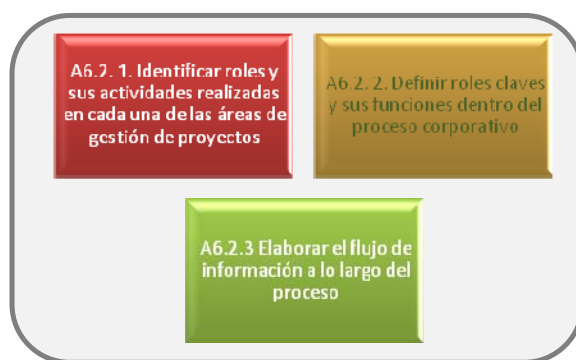 A6.2. 1. Identificar roles y
sus actividades realizadas
en cada una de las áreas de
gestión de proyectos
A6.2. 2. Definir roles claves
y sus funciones dentro del
proceso corporativo
A6.2.3 Elaborar el flujo de
información a lo largo del
proceso